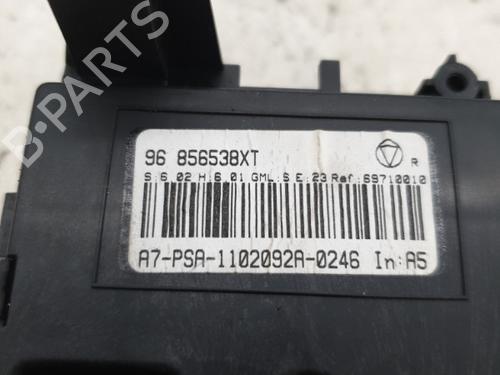 B-PARTS
96 856538XT
R
S:6.02 H:6.01 GML:S E:23 Ref:69710010
A7-PSA-1102092A-0246 In:A5